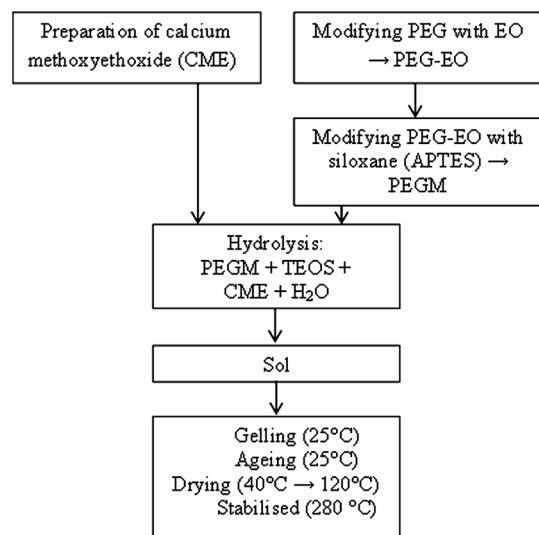 Preparation of calcium
methoxyethoxide (CME)
Modifying PEG with EO
→ PEG-EO
Modifying PEG-EO with
siloxane (APTES) →
PEGM
Hydrolysis:
PEGM + TEOS +
CME + H₂O
Sol
Gelling (25°C)
Ageing (25°C)
Drying (40°C → 120°C)
Stabilised (280 °C)